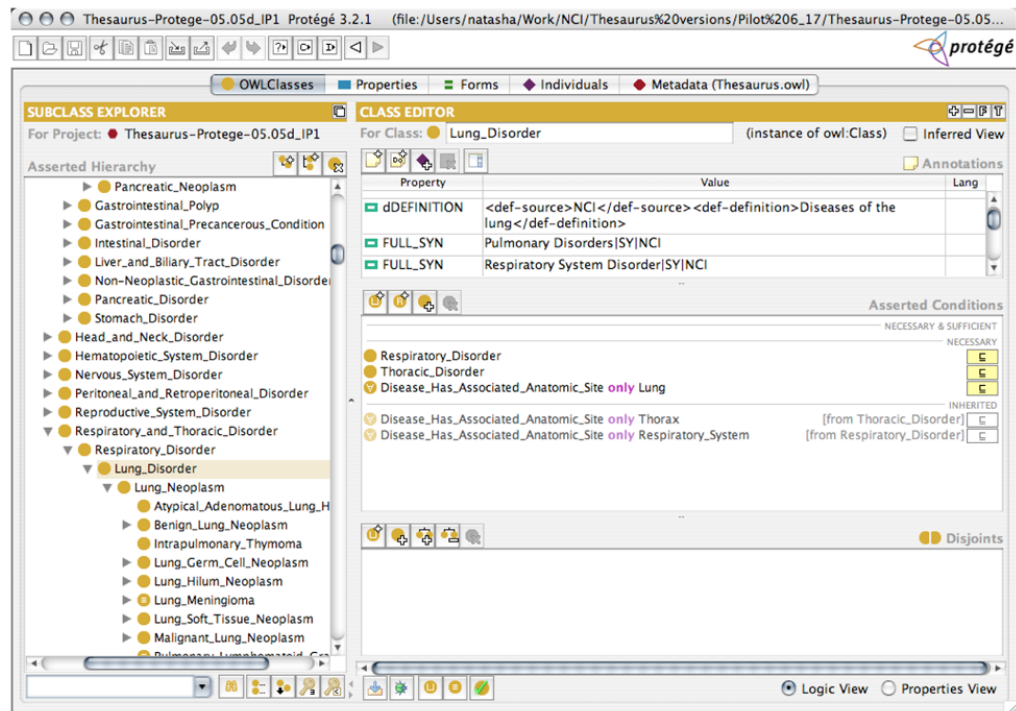 Thesaurus-Protege-05.05d_IP1 Protégé 3.2.1 (file:/Users/natasha/Work/NCI/Thesaurus%20versions/Pilot%206_17/Thesaurus-Protege-05.05...
protégé
OWLClasses
Properties
Forms
Individuals
Metadata (Thesaurus.owl)
SUBCLASS EXPLORER
For Project: Thesaurus-Protege-05.05d_IP1
Asserted Hierarchy
Pancreatic_Neoplasm
Gastrointestinal_Polyp
Gastrointestinal_Precancerous_Condition
Intestinal_Disorder
Liver_and_Biliary_Tract_Disorder
Non-Neoplastic_Gastrointestinal_Disorder
Pancreatic_Disorder
Stomach_Disorder
Head_and_Neck_Disorder
Hematopoietic_System_Disorder
Nervous_System_Disorder
Peritoneal_and_Retroperitoneal_Disorder
Reproductive_System_Disorder
Respiratory_and_Thoracic_Disorder
Respiratory_Disorder
Lung_Disorder
Lung_Neoplasm
Atypical_Adenomatous_Lung_H
Benign_Lung_Neoplasm
Intrapulmonary_Thymoma
Lung_Germ_Cell_Neoplasm
Lung_Hilum_Neoplasm
Lung_Meningioma
Lung_Soft_Tissue_Neoplasm
Malignant_Lung_Neoplasm
CLASS EDITOR
For Class: Lung_Disorder (instance of owl:Class) Inferred View
Annotations
Property Value Lang
dDEFINITION <def-source>NCI</def-source><def-definition>Diseases of the
lung</def-definition>
FULL_SYN Pulmonary Disorders|SY|NCI
FULL_SYN Respiratory System Disorder|SY|NCI
Asserted Conditions
NECESSARY & SUFFICIENT
NECESSARY
Respiratory_Disorder
Thoracic_Disorder
Disease_Has_Associated_Anatomic_Site only Lung
INHERITED
Disease_Has_Associated_Anatomic_Site only Thorax [from Thoracic_Disorder]
Disease_Has_Associated_Anatomic_Site only Respiratory_System [from Respiratory_Disorder]
Disjoints
Logic View Properties View